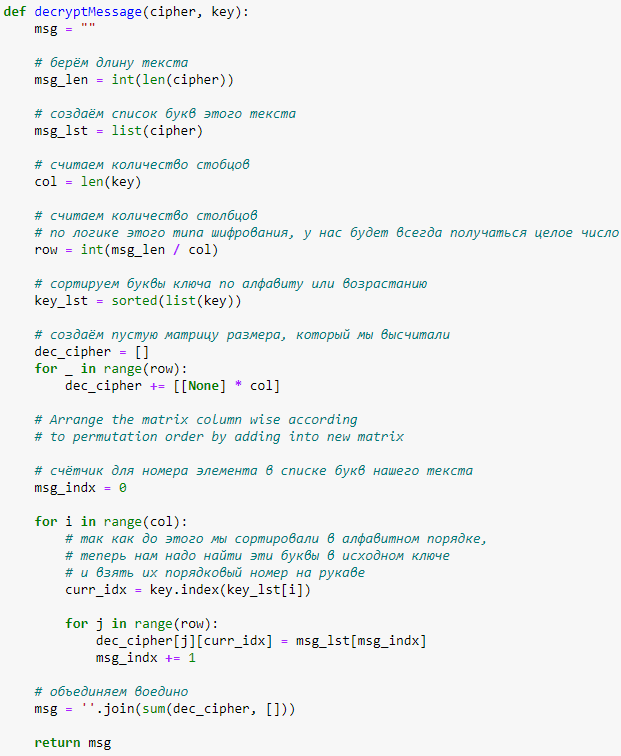 def decryptMessage(cipher, key):
    msg = ""

    # берём длину текста
    msg_len = int(len(cipher))

    # создаём список букв этого текста
    msg_lst = list(cipher)

    # считаем количество стобцов
    col = len(key)

    # считаем количество столбцов
    # по логике этого типа шифрования, у нас будет всегда получаться целое число
    row = int(msg_len / col)

    # сортируем буквы ключа по алфавиту или возрастанию
    key_lst = sorted(list(key))

    # создаём пустую матрицу размера, который мы высчитали
    dec_cipher = []
    for _ in range(row):
        dec_cipher += [[None] * col]

    # Arrange the matrix column wise according
    # to permutation order by adding into new matrix

    # счётчик для номера элемента в списке букв нашего текста
    msg_indx = 0

    for i in range(col):
        # так как до этого мы сортировали в алфавитном порядке,
        # теперь нам надо найти эти буквы в исходном ключе
        # и взять их порядковый номер на рукаве
        curr_idx = key.index(key_lst[i])

        for j in range(row):
            dec_cipher[j][curr_idx] = msg_lst[msg_indx]
            msg_indx += 1

    # объединяем воедино
    msg = ''.join(sum(dec_cipher, []))

    return msg